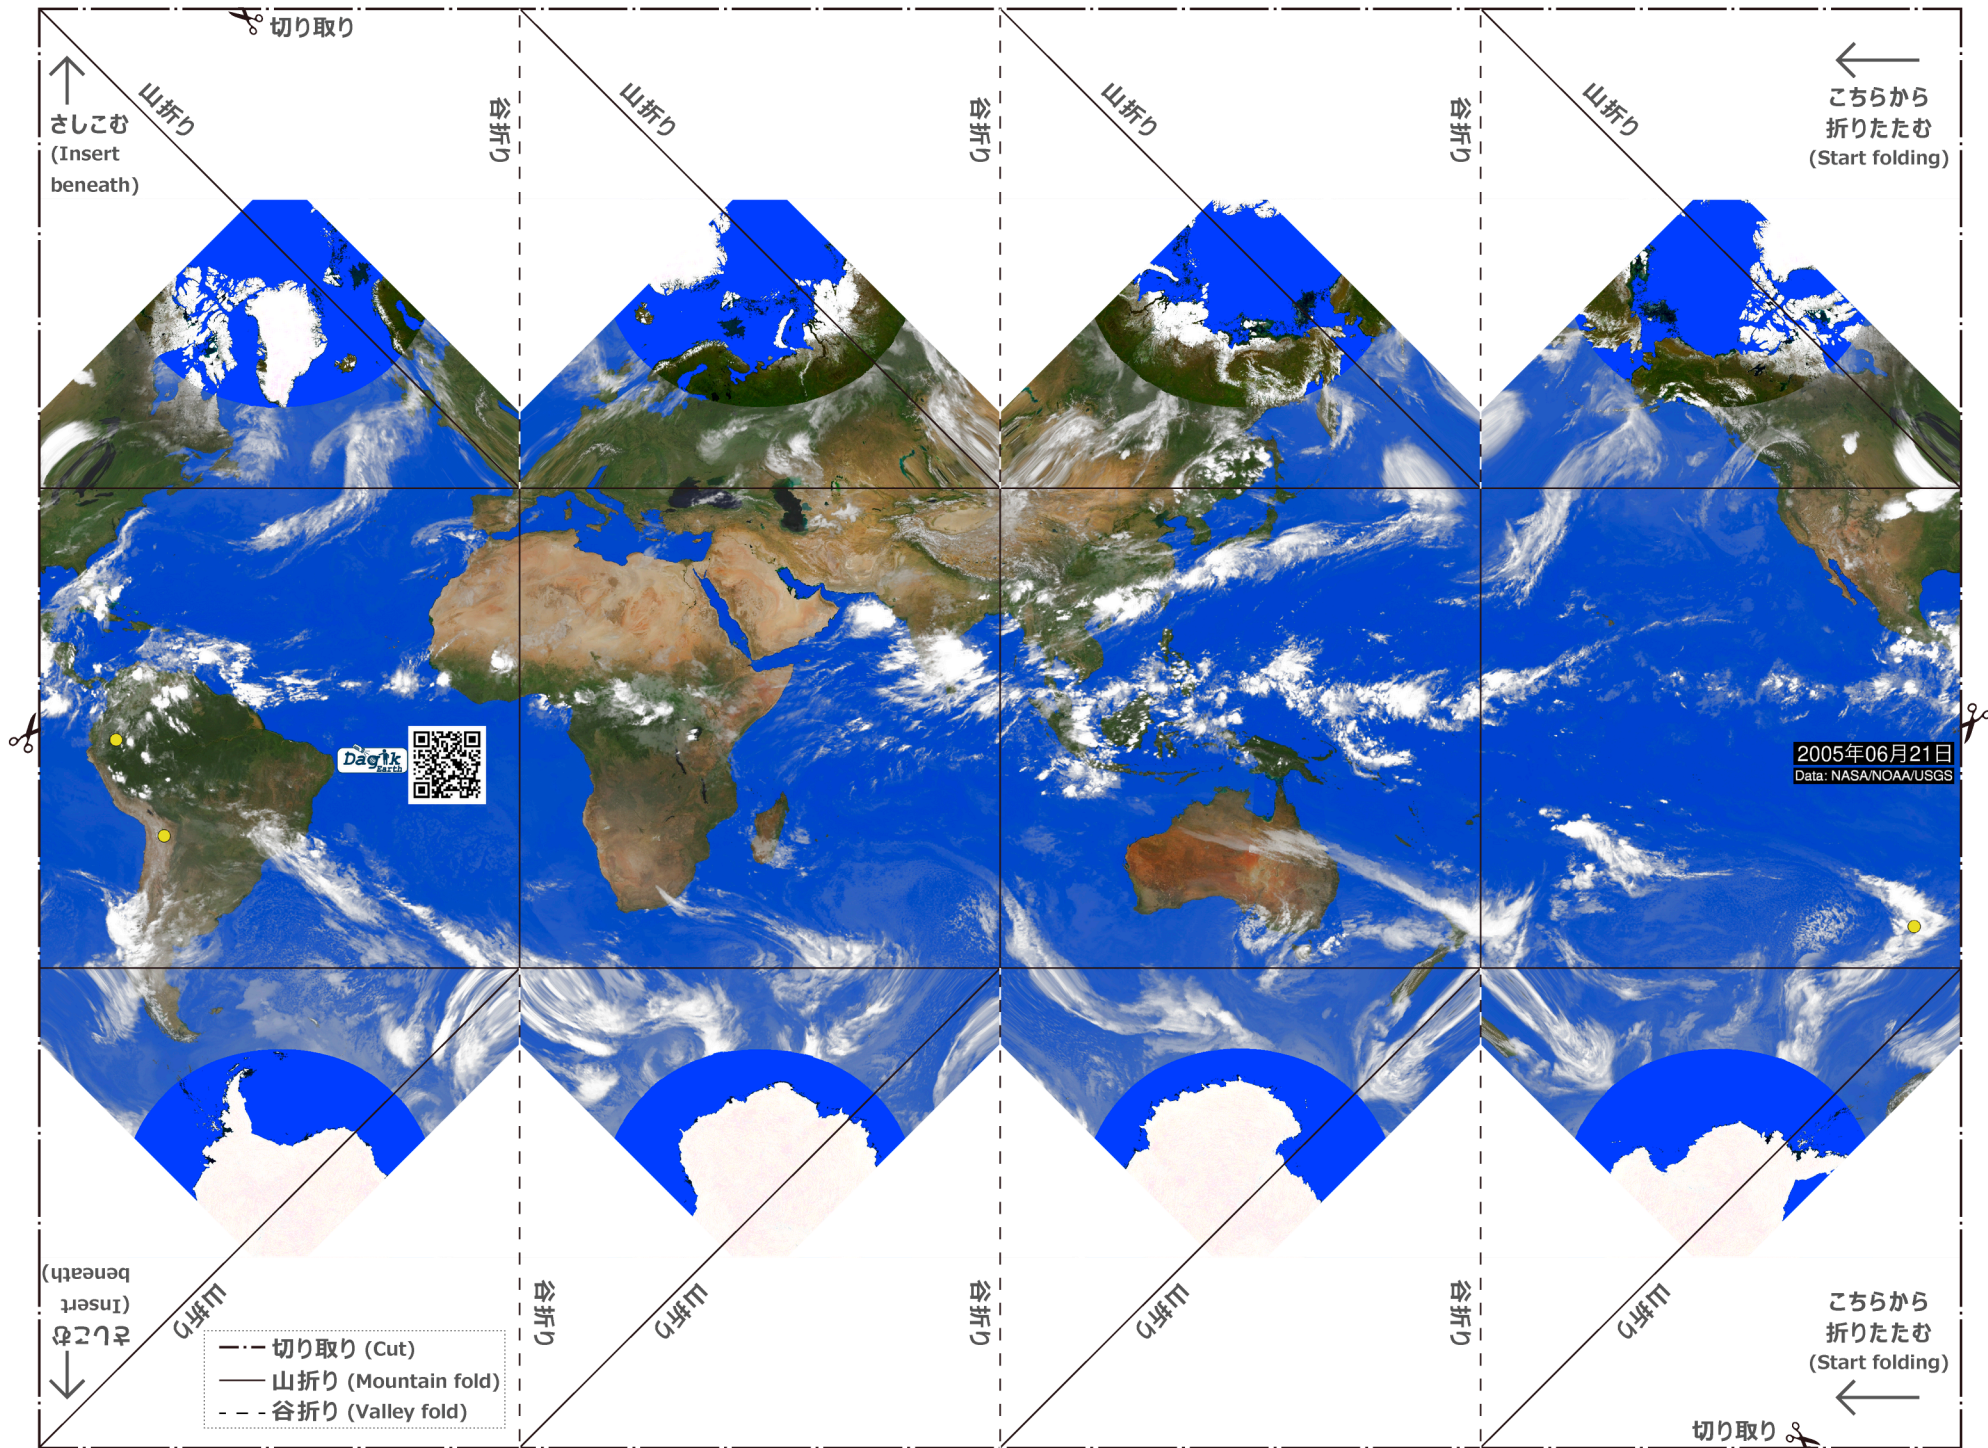 切り取り
さしこむ
(Insert
beneath)
山折り
谷折り
山折り
谷折り
山折り
谷折り
山折り
こちらから
折りたたむ
(Start folding)
Dagik
Earth
2005年06月21日
Data: NASA/NOAA/USGS
さしこむ
(Insert
beneath)
山折り
谷折り
山折り
谷折り
山折り
谷折り
山折り
こちらから
折りたたむ
(Start folding)
切り取り (Cut)
山折り (Mountain fold)
谷折り (Valley fold)
切り取り